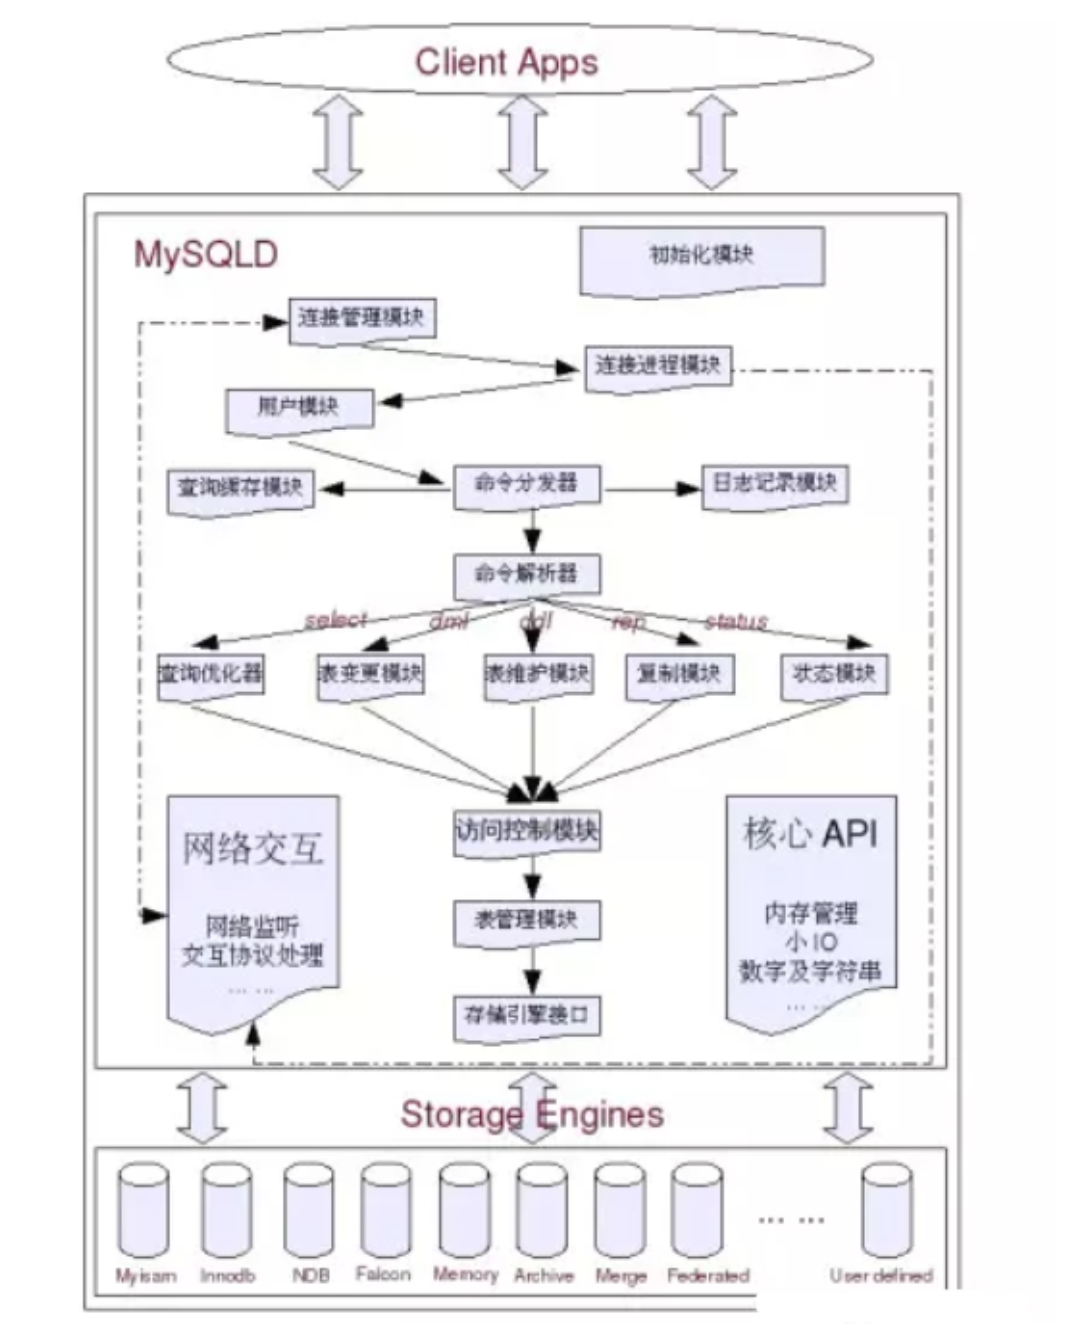 Client Apps
MySQLD
初始化模块
连接管理模块
连接进程模块
用户模块
查询缓存模块
命令分发器
日志记录模块
命令解析器
select
dml
ddl
rep
status
查询优化器
表变更模块
表维护模块
复制模块
状态模块
网络交互
网络监听
交互协议处理
... ...
访问控制模块
表管理模块
存储引擎接口
核心 API
内存管理
小 IO
数字及字符串
... ...
Storage Engines
Myisam
Innodb
NDB
Falcon
Memory
Archive
Merge
Federated
... ...
User defined